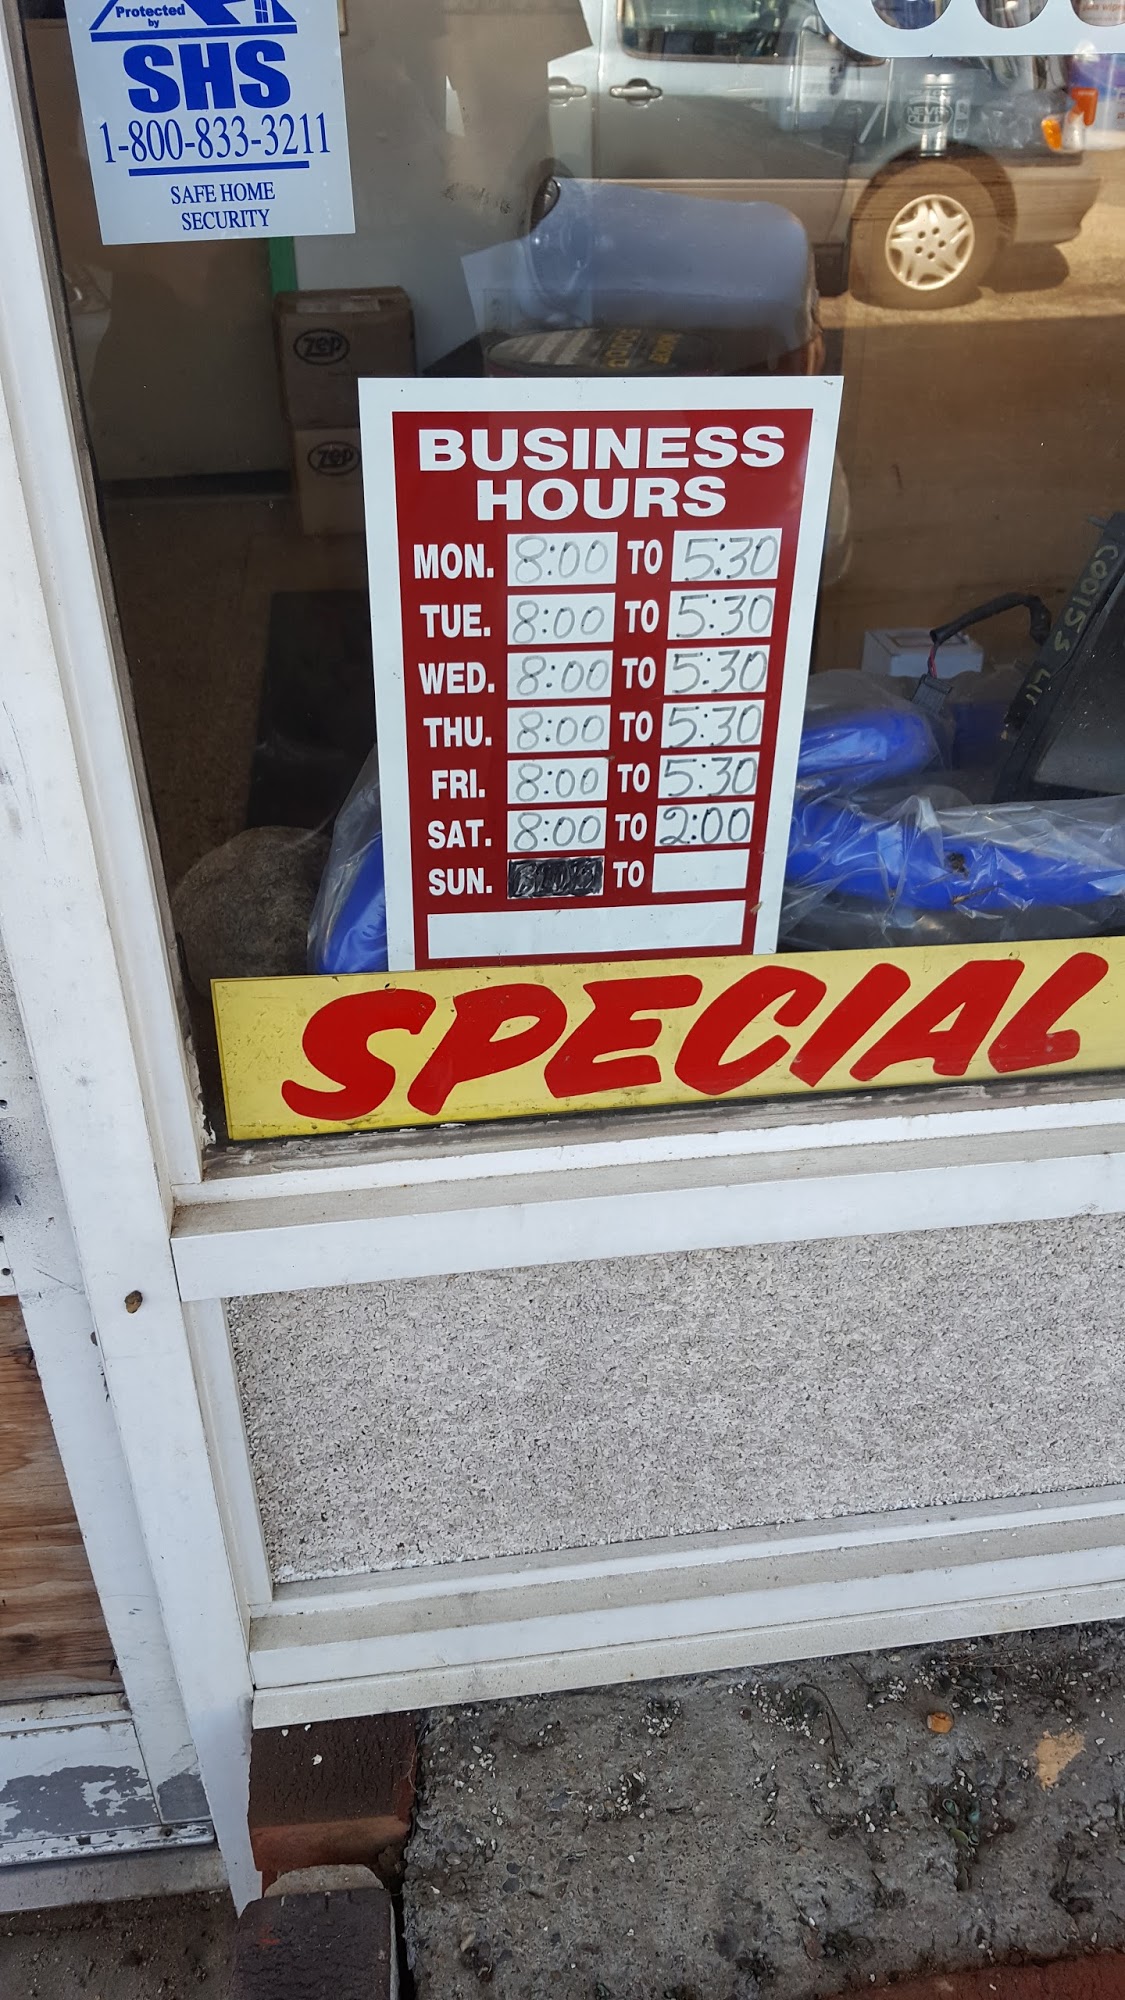 Protected
by
SHS
1-800-833-3211
SAFE HOME
SECURITY
zep
zep
BUSINESS
HOURS
MON. 8:00 TO 5:30
TUE. 8:00 TO 5:30
WED. 8:00 TO 5:30
THU. 8:00 TO 5:30
FRI. 8:00 TO 5:30
SAT. 8:00 TO 2:00
SUN. TO
SPECIAL